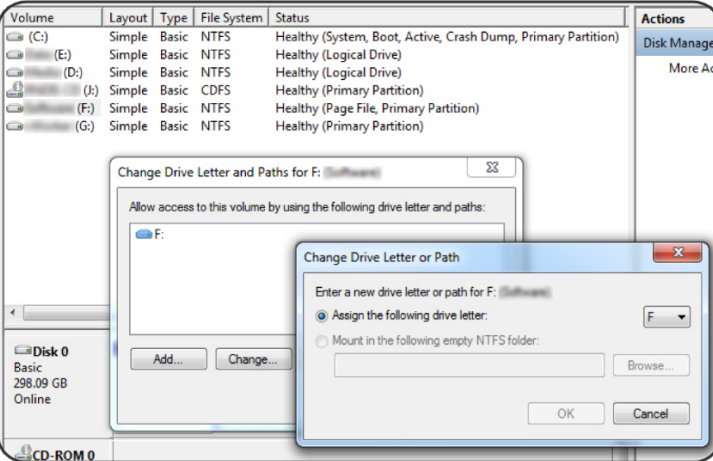 Volume Layout Type File System Status
(C:) Simple Basic NTFS Healthy (System, Boot, Active, Crash Dump, Primary Partition)
(E:) Simple Basic NTFS Healthy (Logical Drive)
(D:) Simple Basic NTFS Healthy (Logical Drive)
(J:) Simple Basic CDFS Healthy (Primary Partition)
(F:) Simple Basic NTFS Healthy (Page File, Primary Partition)
(G:) Simple Basic NTFS Healthy (Primary Partition)
Actions
Disk Manage
More Ac
Change Drive Letter and Paths for F:
Allow access to this volume by using the following drive letter and paths:
F:
Add... Change...
Change Drive Letter or Path
Enter a new drive letter or path for F:
Assign the following drive letter: F
Mount in the following empty NTFS folder:
Browse...
OK Cancel
Disk 0
Basic
298.09 GB
Online
CD-ROM 0